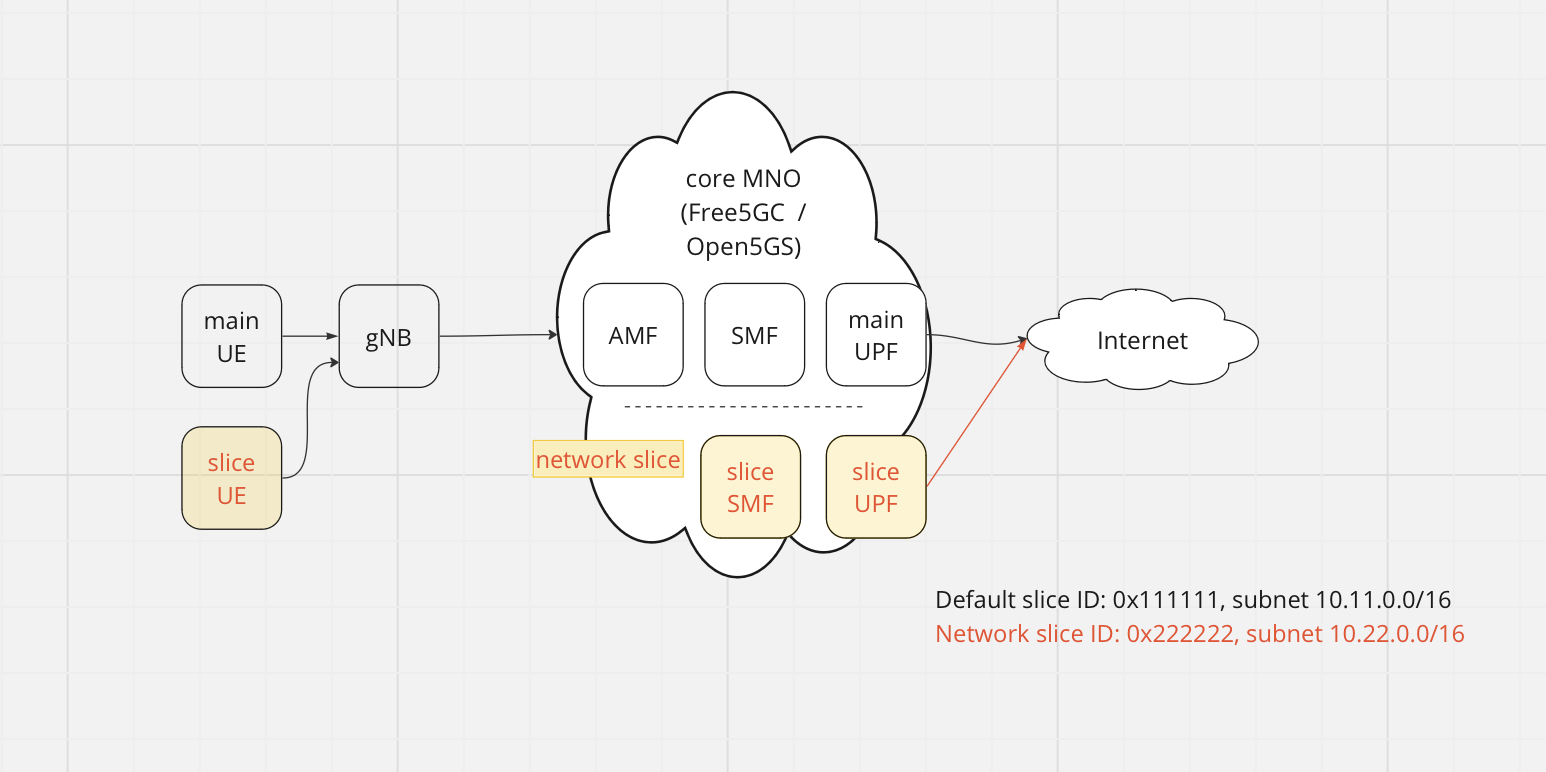 core MNO
(Free5GC  /
Open5GS)
main
UE
gNB
AMF
SMF
main
UPF
Internet
slice
UE
network slice
slice
SMF
slice
UPF
Default slice ID: 0x111111, subnet 10.11.0.0/16
Network slice ID: 0x222222, subnet 10.22.0.0/16